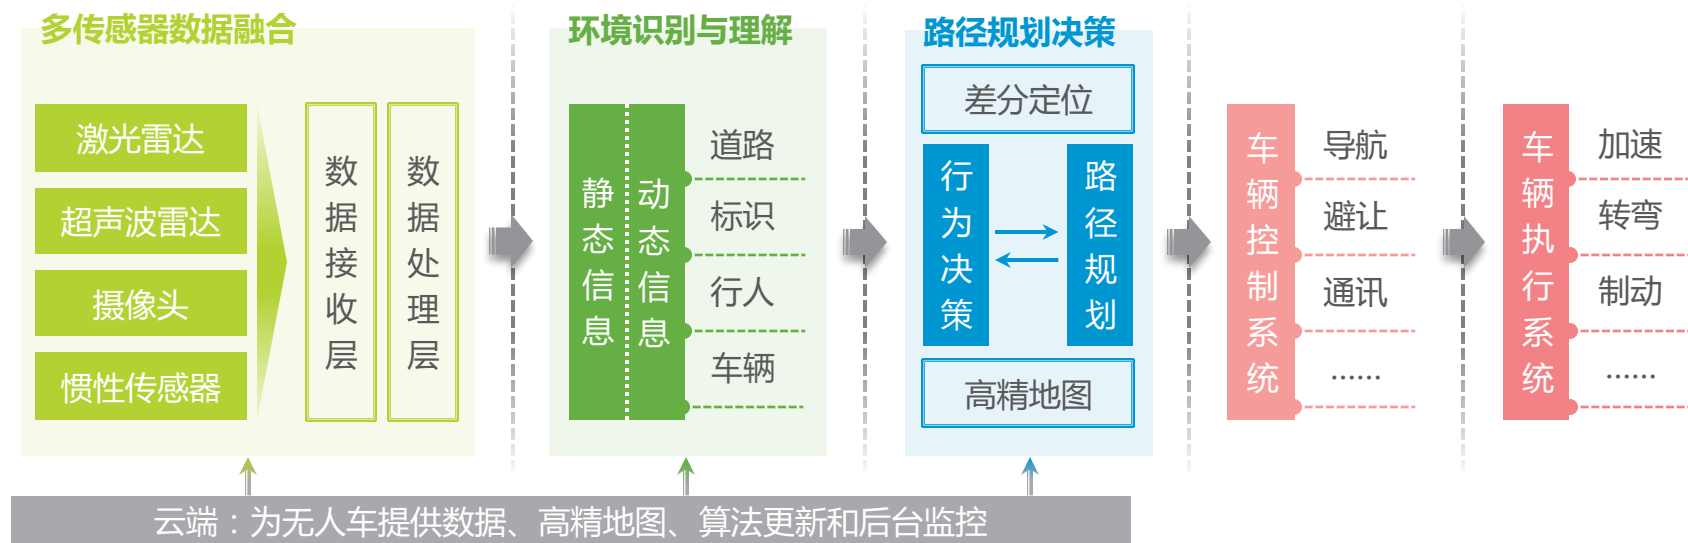 多传感器数据融合
激光雷达
超声波雷达
摄像头
惯性传感器
数据接收层
数据处理层
环境识别与理解
静态信息
动态信息
道路
标识
行人
车辆
路径规划决策
差分定位
行为决策
路径规划
高精地图
车辆控制系统
导航
避让
通讯
......
车辆执行系统
加速
转弯
制动
......
云端：为无人车提供数据、高精地图、算法更新和后台监控